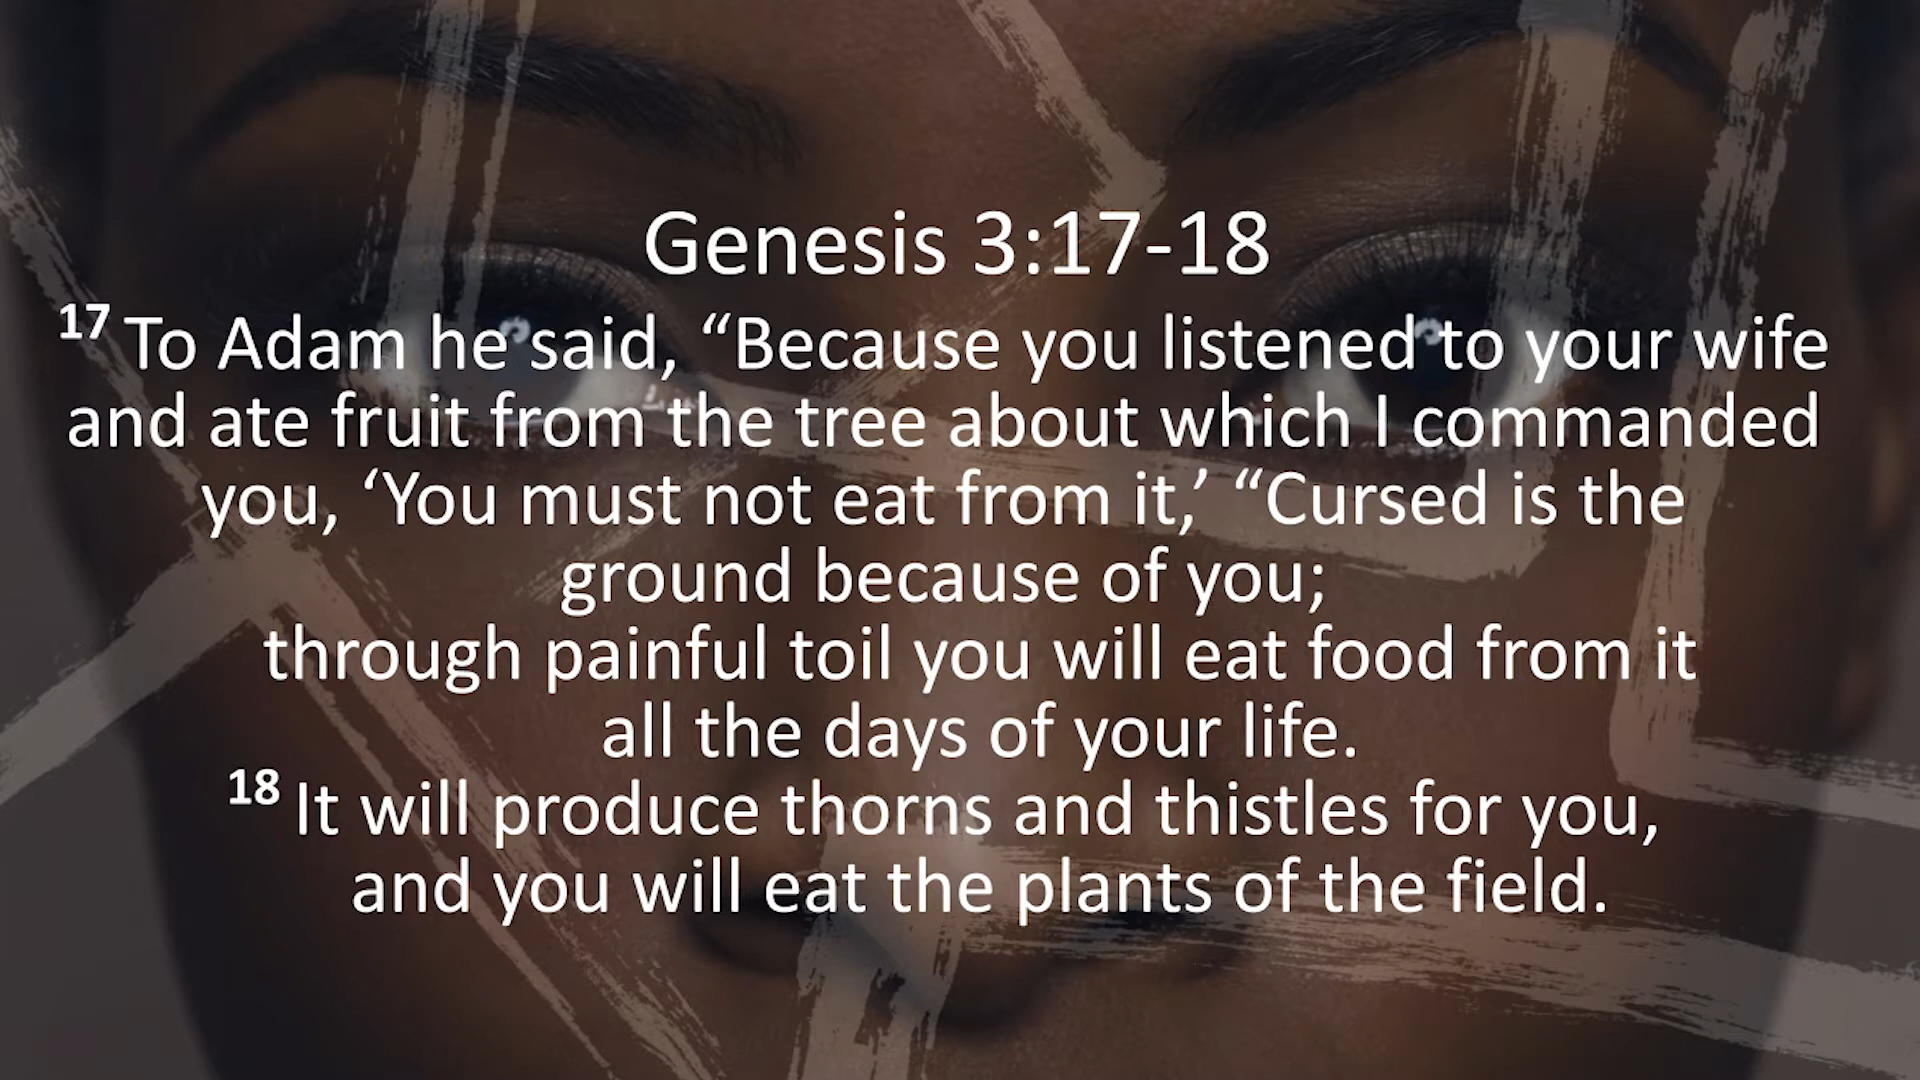 Genesis 3:17-18
17 To Adam he said, “Because you listened to your wife
and ate fruit from the tree about which I commanded
you, ‘You must not eat from it,’ “Cursed is the
ground because of you;
through painful toil you will eat food from it
all the days of your life.
18 It will produce thorns and thistles for you,
and you will eat the plants of the field.